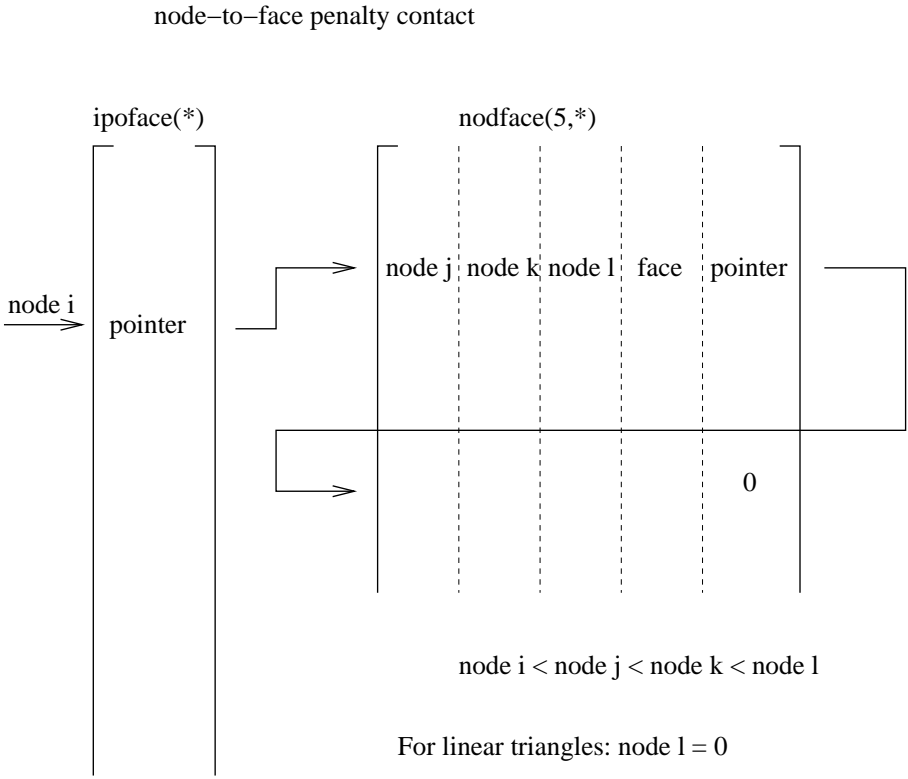 node−to−face penalty contact
ipoface(*)
nodface(5,*)
node j node k node l face pointer
node i
pointer
0
node i < node j < node k < node l
For linear triangles: node l = 0